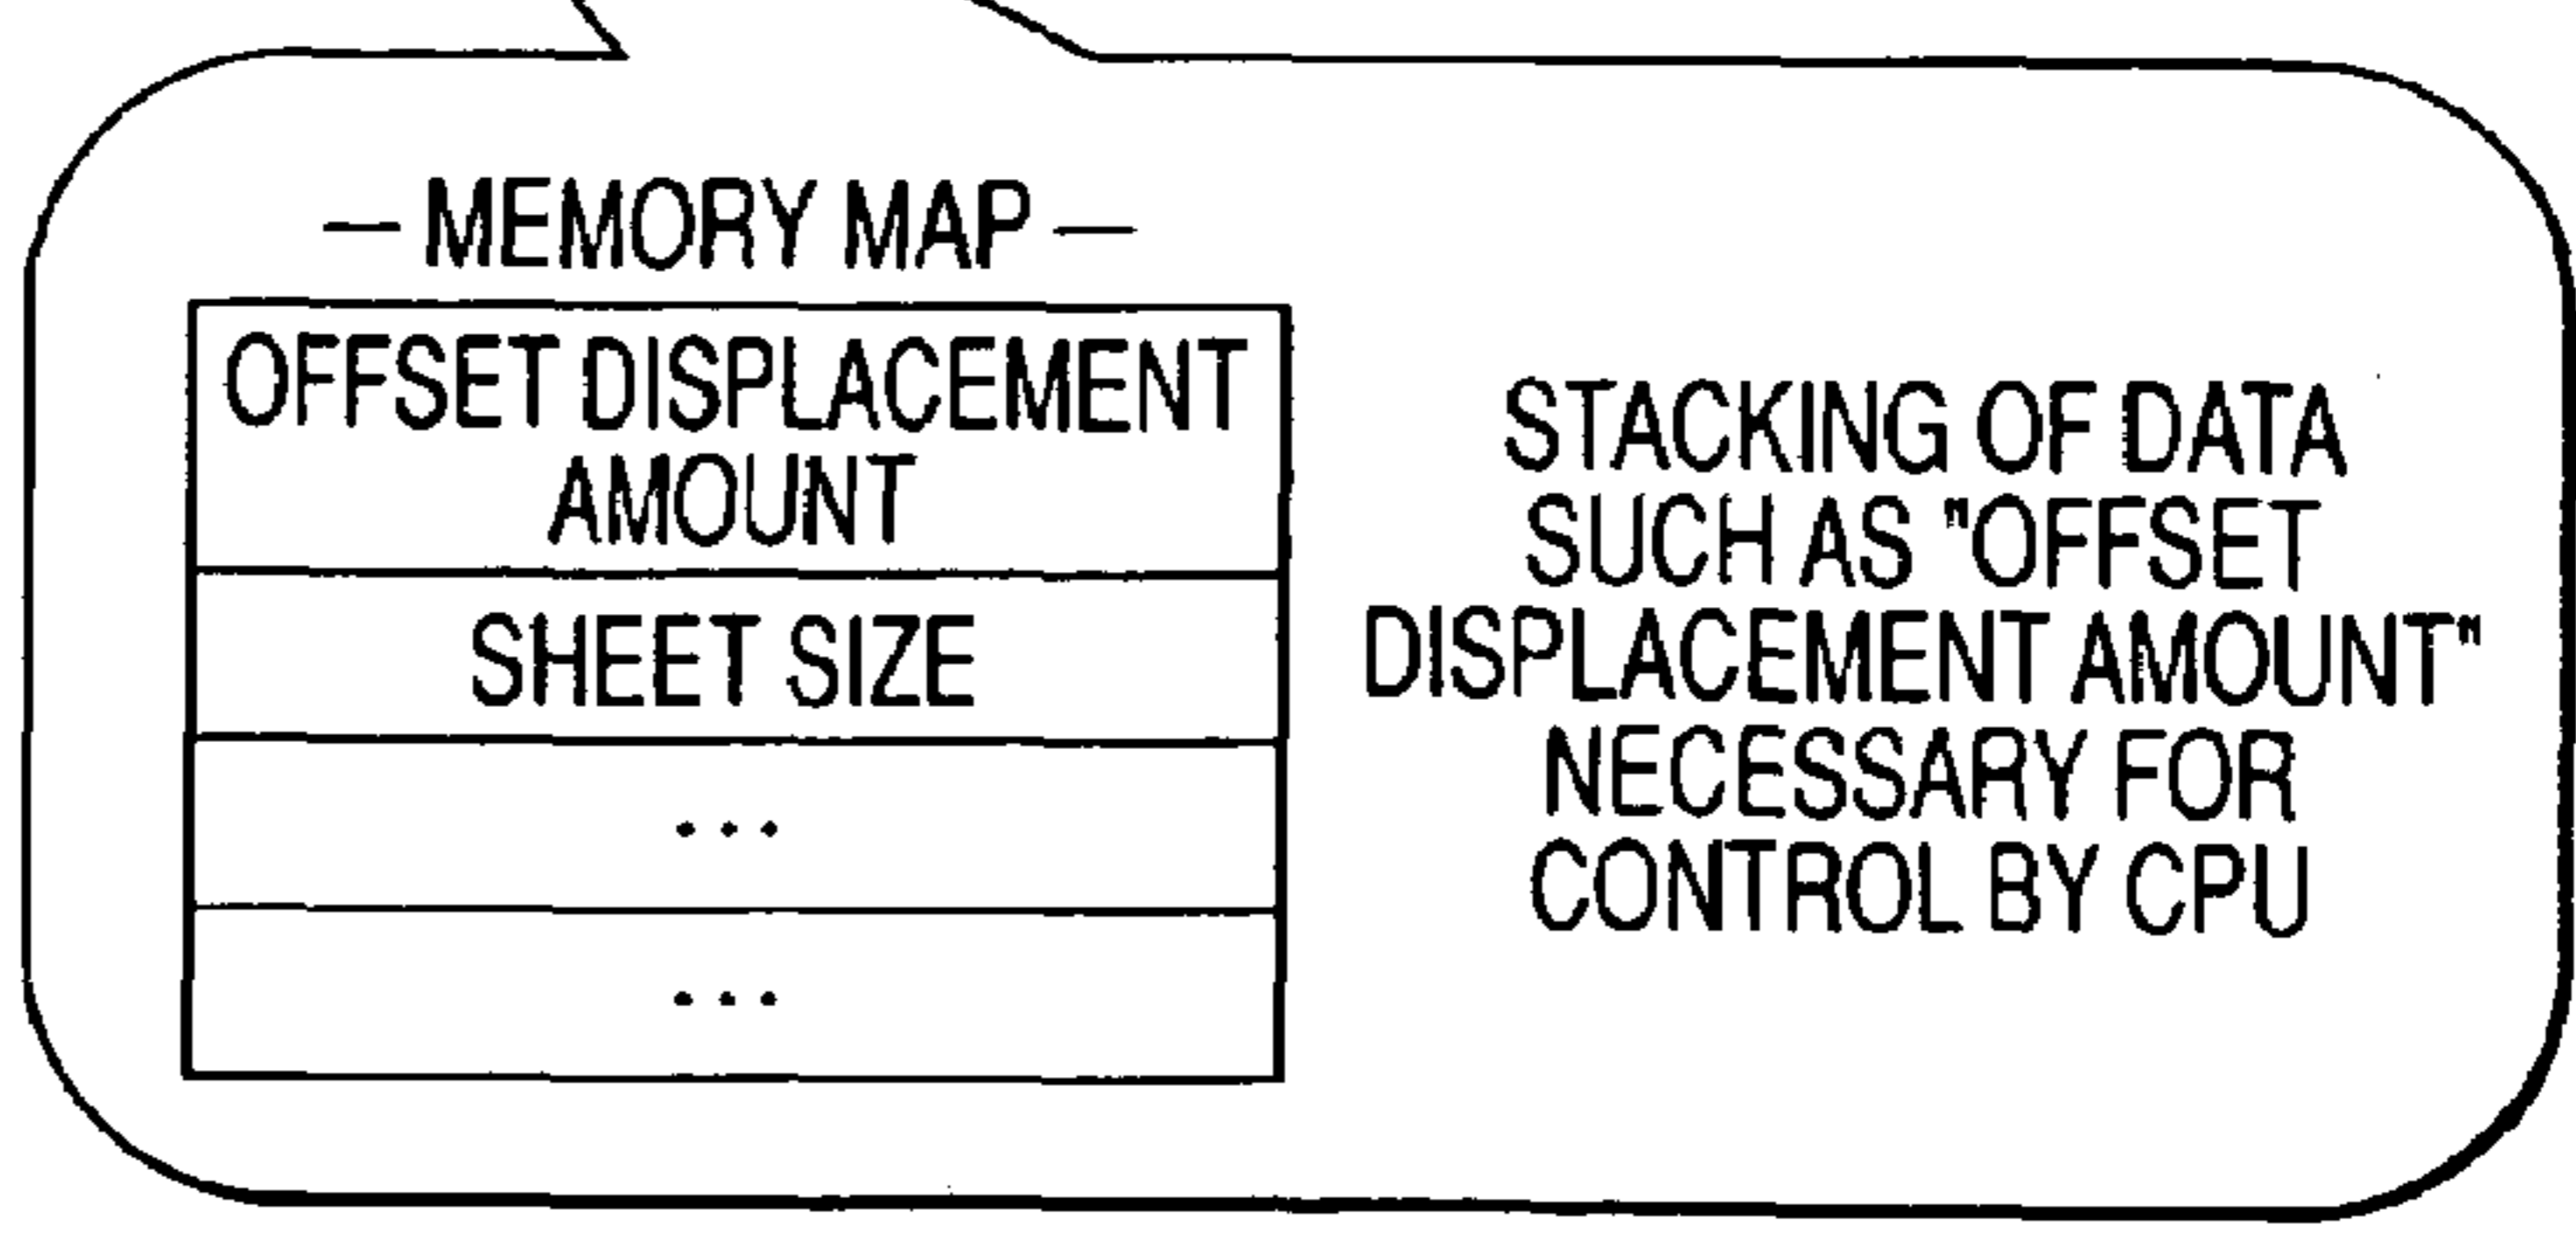 — MEMORY MAP —
OFFSET DISPLACEMENT
AMOUNT
SHEET SIZE
...
...
STACKING OF DATA
SUCH AS "OFFSET
DISPLACEMENT AMOUNT"
NECESSARY FOR
CONTROL BY CPU